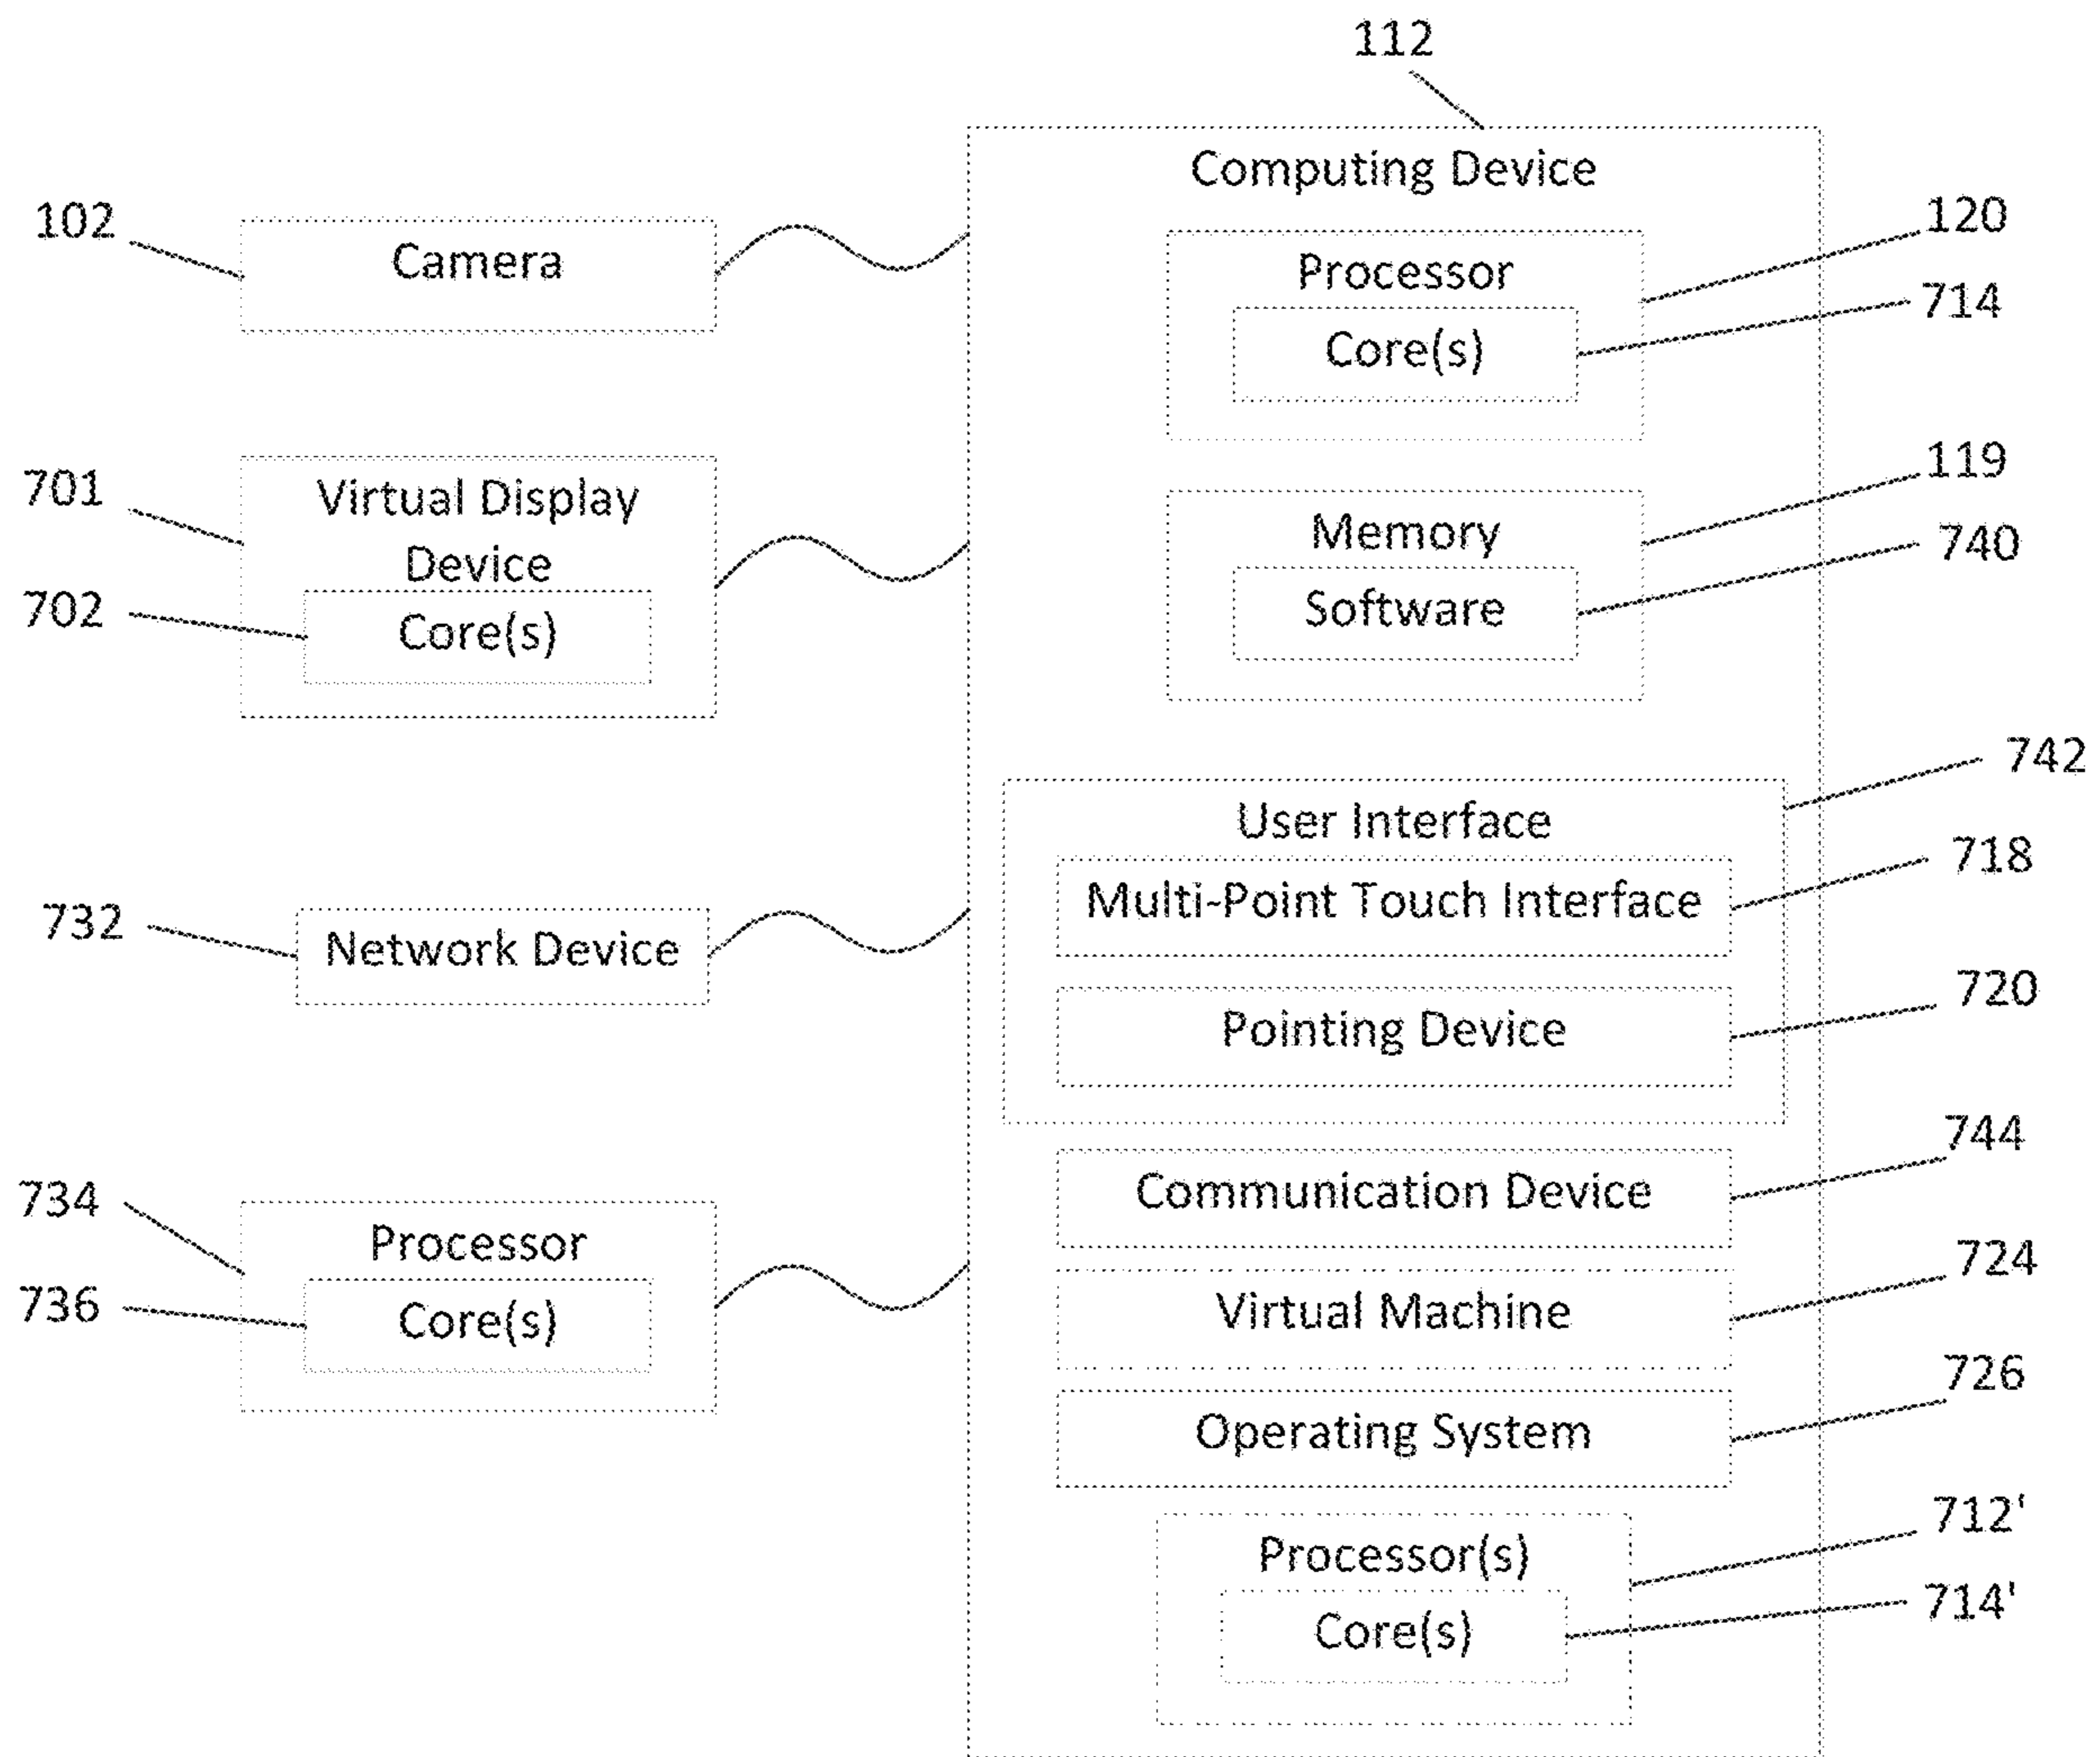 112
Computing Device
102
Camera
120
Processor
714
Core(s)
701
Virtual Display
Device
702
Core(s)
119
Memory
740
Software
742
User Interface
718
Multi-Point Touch Interface
732
Network Device
720
Pointing Device
744
Communication Device
734
Processor
736
Core(s)
724
Virtual Machine
726
Operating System
712'
Processor(s)
714'
Core(s)